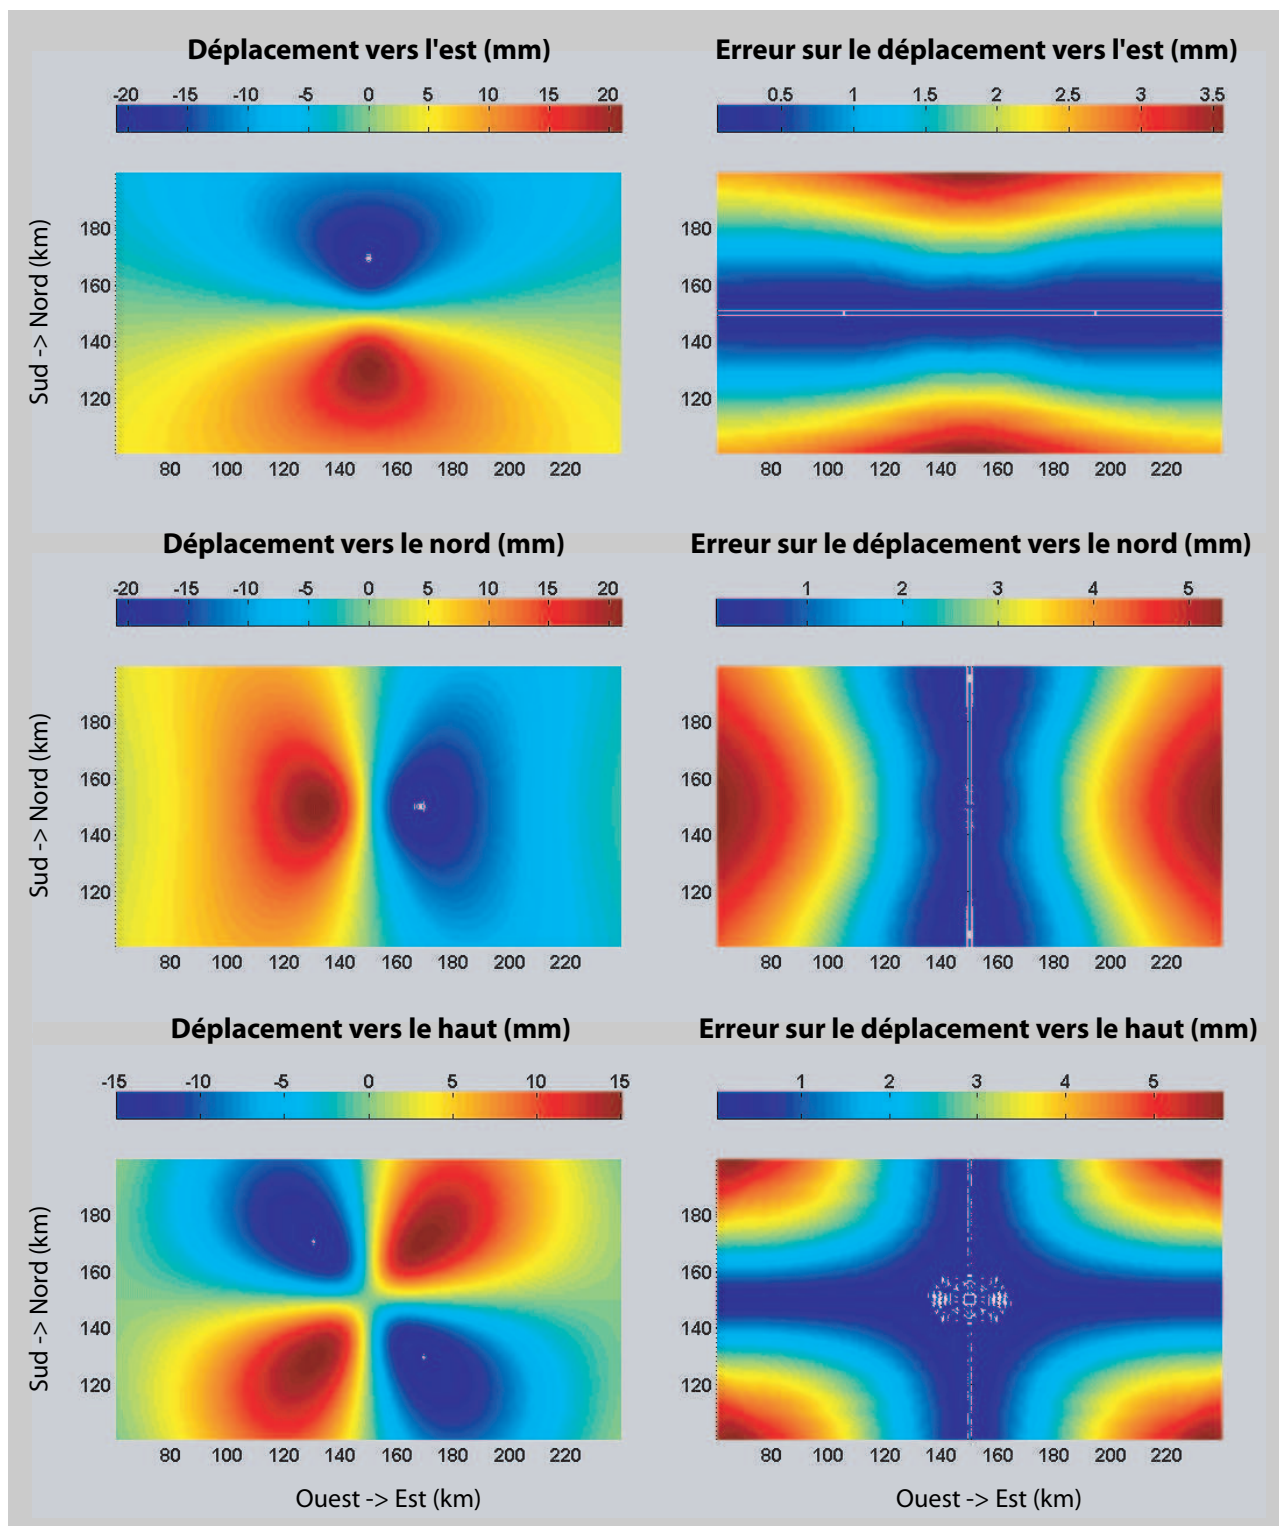 Déplacement vers l'est (mm)
-20 -15 -10 -5 0 5 10 15 20
Sud -> Nord (km)
180
160
140
120
80 100 120 140 160 180 200 220
Erreur sur le déplacement vers l'est (mm)
0.5 1 1.5 2 2.5 3 3.5
180
160
140
120
80 100 120 140 160 180 200 220
Déplacement vers le nord (mm)
-20 -15 -10 -5 0 5 10 15 20
Sud -> Nord (km)
180
160
140
120
80 100 120 140 160 180 200 220
Erreur sur le déplacement vers le nord (mm)
1 2 3 4 5
180
160
140
120
80 100 120 140 160 180 200 220
Déplacement vers le haut (mm)
-15 -10 -5 0 5 10 15
Sud -> Nord (km)
180
160
140
120
80 100 120 140 160 180 200 220
Ouest -> Est (km)
Erreur sur le déplacement vers le haut (mm)
1 2 3 4 5
180
160
140
120
80 100 120 140 160 180 200 220
Ouest -> Est (km)